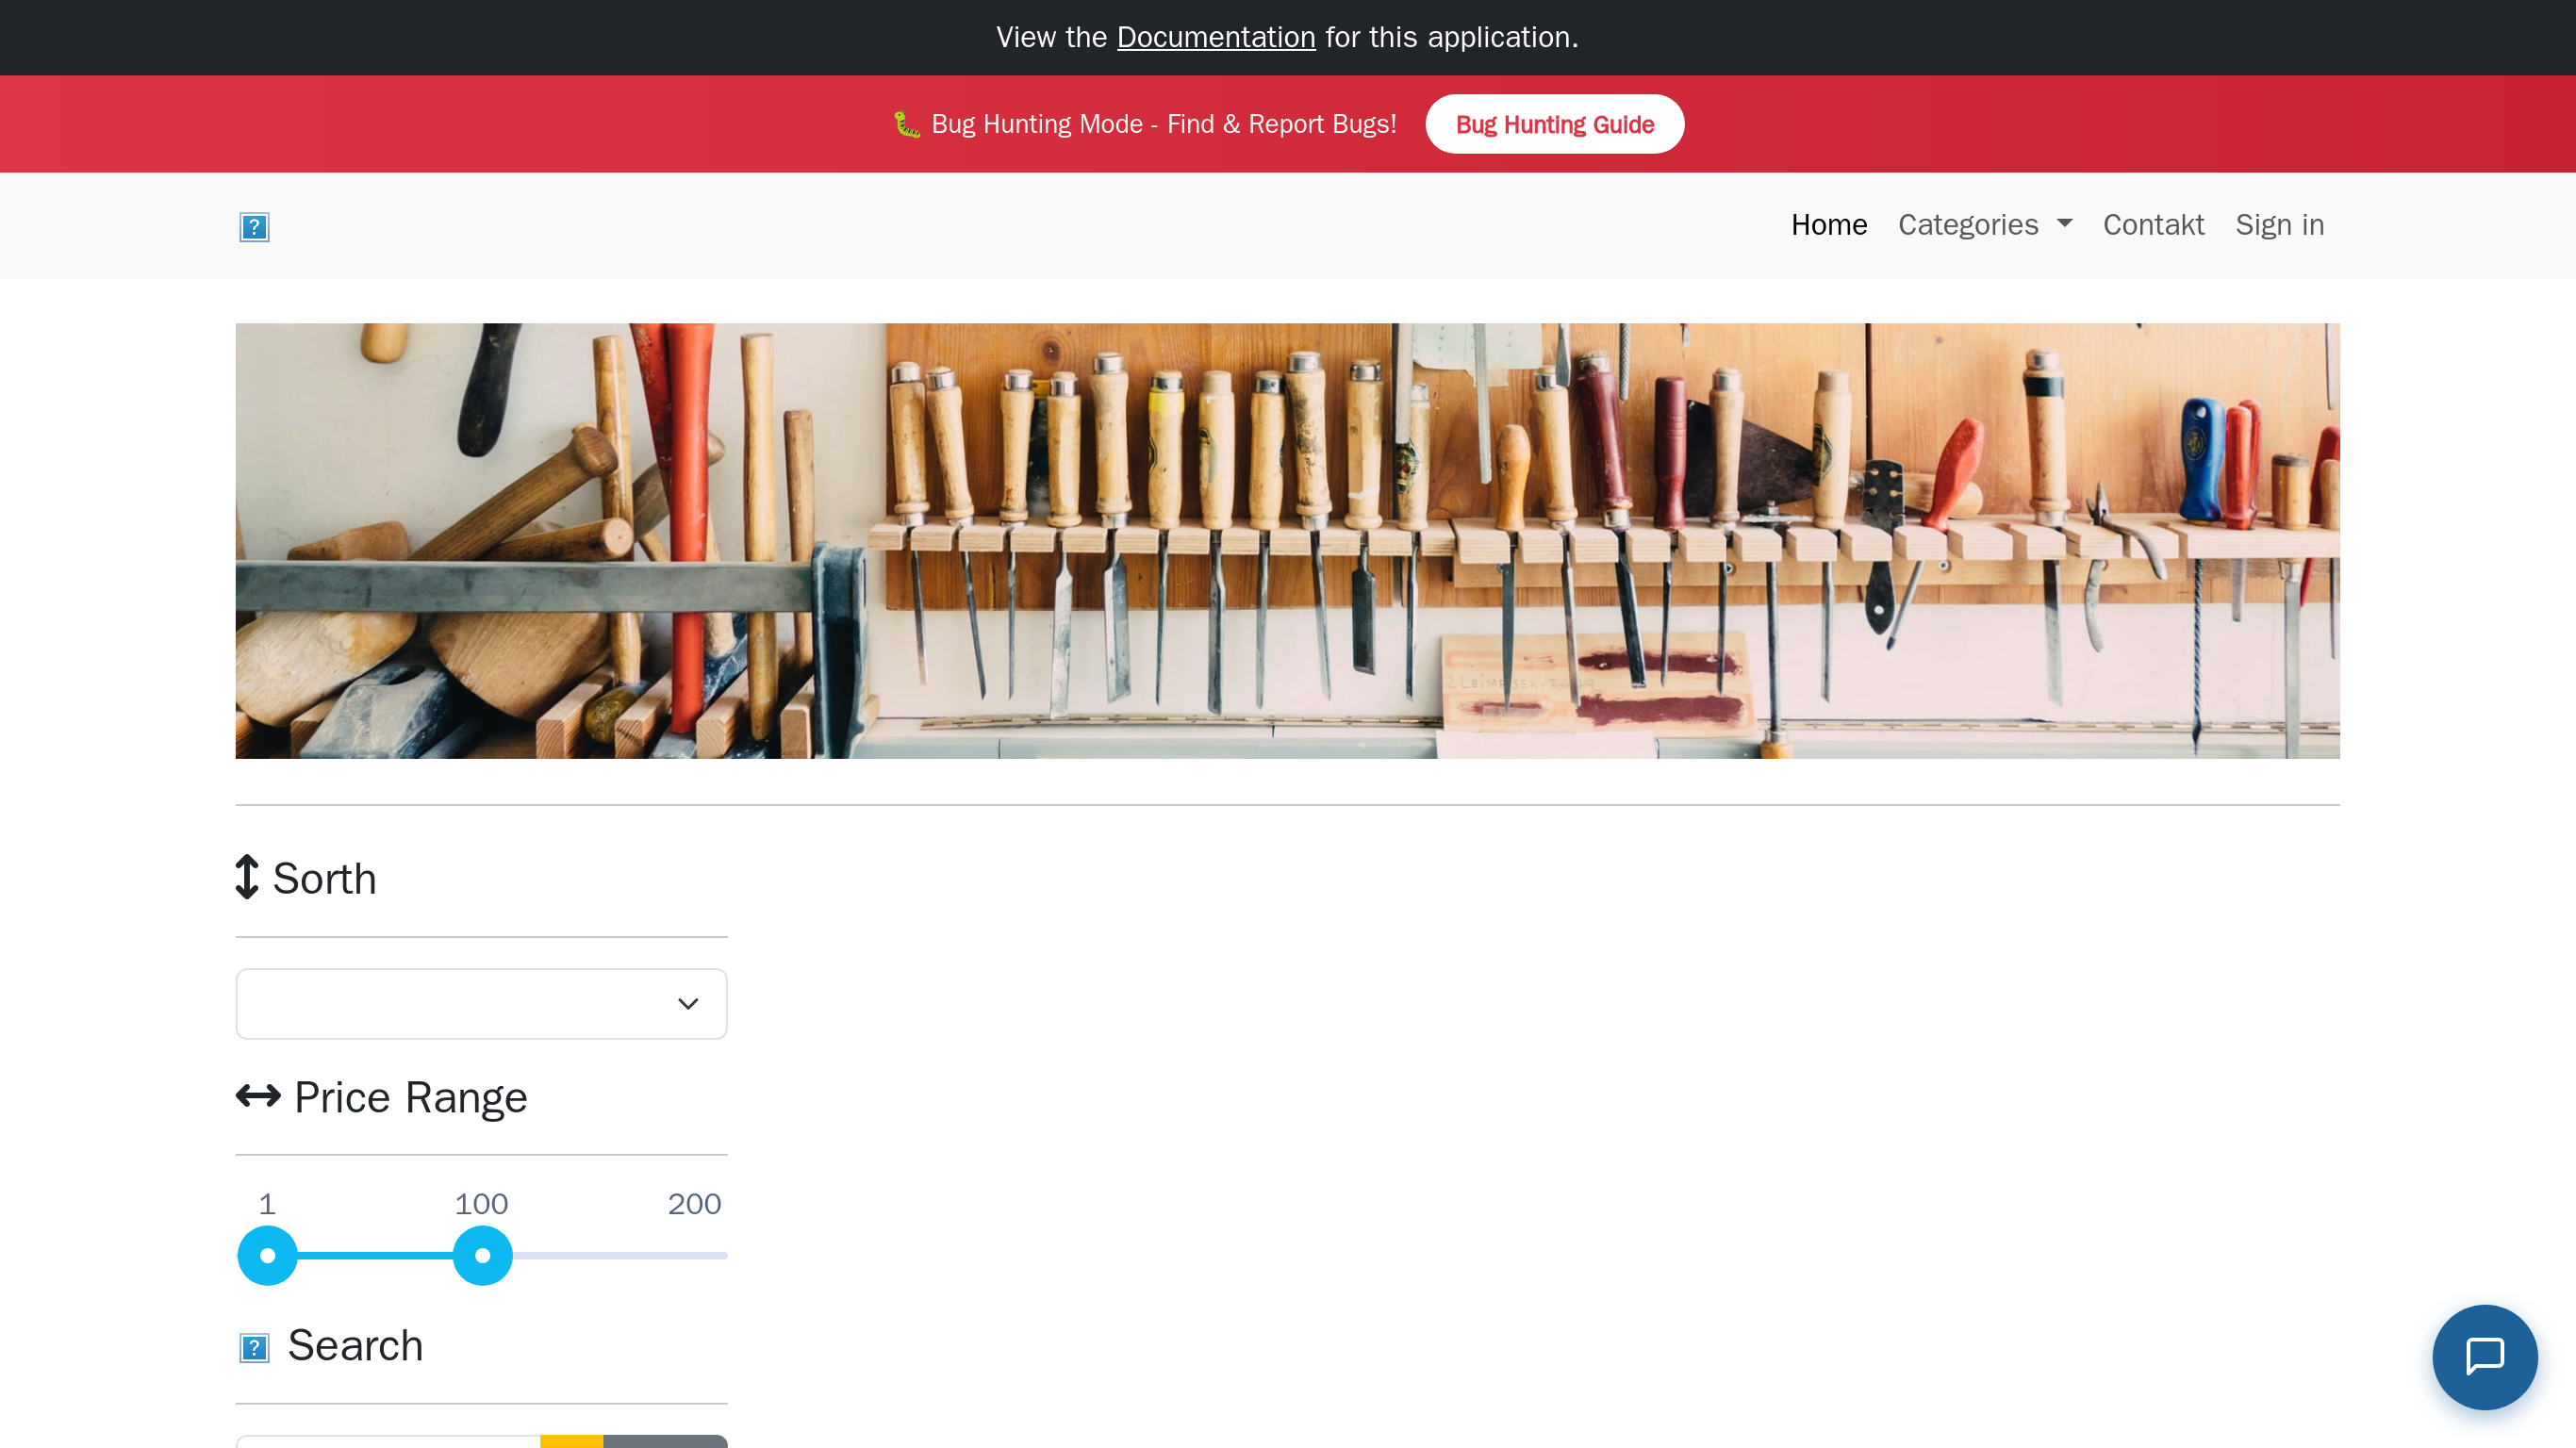 View the Documentation for this application.
🐛 Bug Hunting Mode - Find & Report Bugs! Bug Hunting Guide
Home Categories Contakt Sign in
Sorth
Price Range
1 100 200
Search